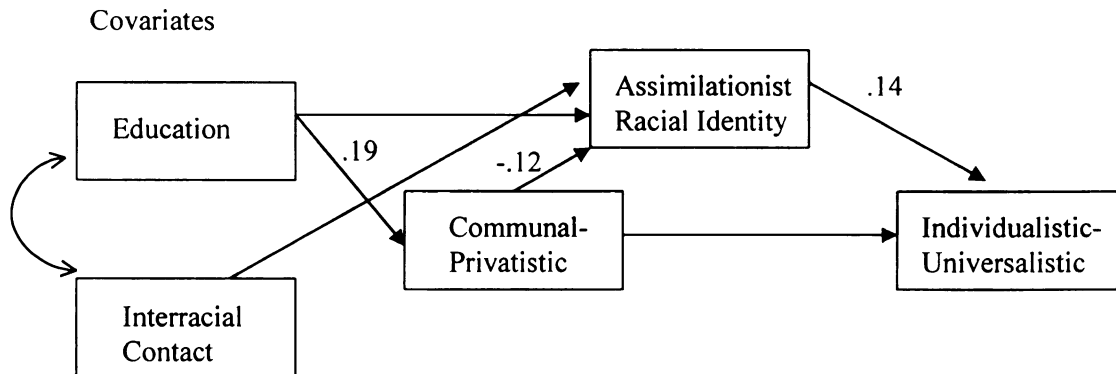 Covariates
Education
Assimilationist
Racial Identity
.14
.19
-.12
Communal-
Privatistic
Individualistic-
Universalistic
Interracial
Contact